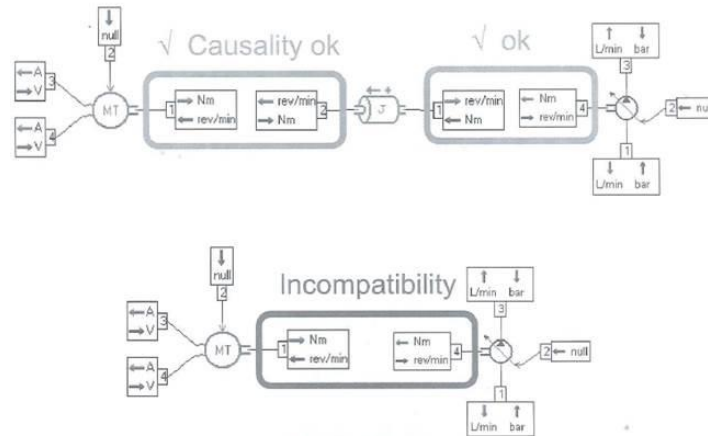 √ Causality ok
√ ok
null
2
A
V
3
A
V
4
MT
1
Nm
rev/min
rev/min
Nm
2
J
1
rev/min
Nm
Nm
rev/min
4
L/min bar
3
2
null
1
L/min bar
Incompatibility
null
2
A
V
3
A
V
4
MT
1
Nm
rev/min
Nm
rev/min
4
L/min bar
3
2
null
1
L/min bar